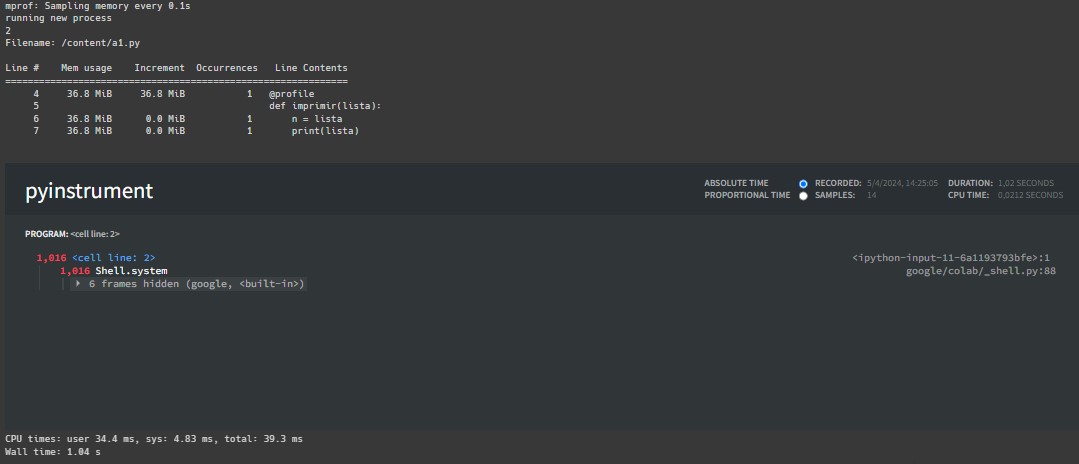 mprof: Sampling memory every 0.1s
running new process
2
Filename: /content/a1.py
Line #    Mem usage    Increment  Occurrences   Line Contents
=============================================================
     4     36.8 MiB     36.8 MiB           1   @profile
     5                                         def imprimir(lista):
     6     36.8 MiB      0.0 MiB           1       n = lista
     7     36.8 MiB      0.0 MiB           1       print(lista)
pyinstrument
ABSOLUTE TIME RECORDED: 5/4/2024, 14:25:05 DURATION: 1,02 SECONDS
PROPORTIONAL TIME SAMPLES: 14 CPU TIME: 0,0212 SECONDS
PROGRAM: <cell line: 2>
1,016 <cell line: 2> <ipython-input-11-6a1193793bfe>:1
1,016 Shell.system google/colab/_shell.py:88
6 frames hidden (google, <built-in>)
CPU times: user 34.4 ms, sys: 4.83 ms, total: 39.3 ms
Wall time: 1.04 s